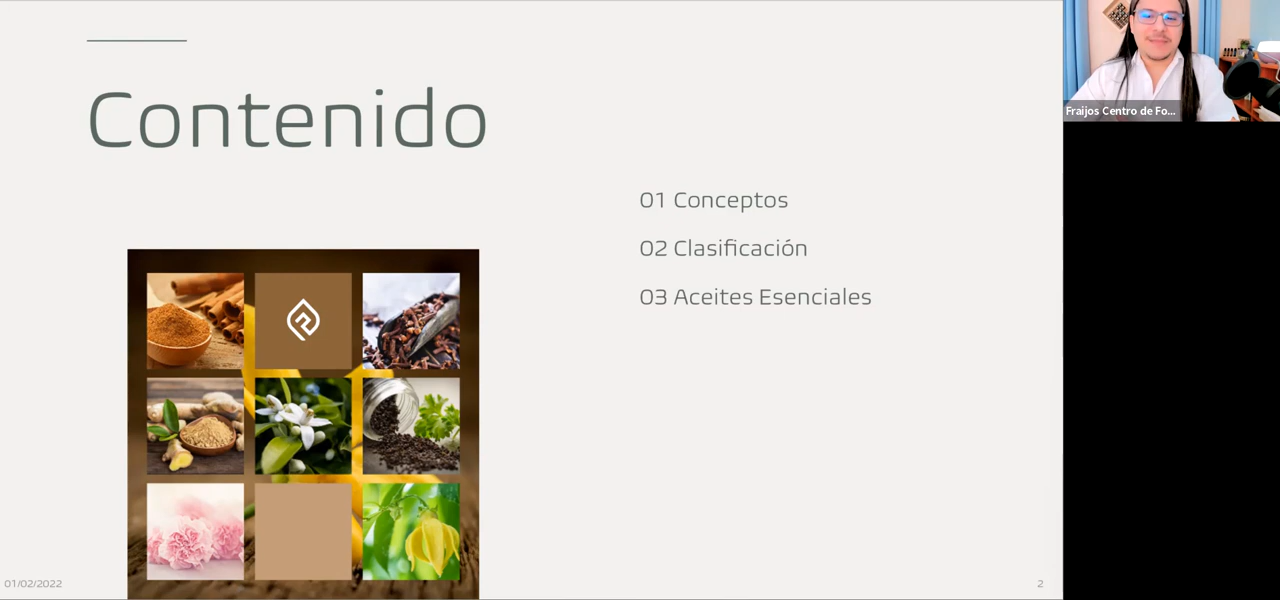 Contenido
01 Conceptos
02 Clasificación
03 Aceites Esenciales
01/02/2022
2
Fraijos Centro de Fo...